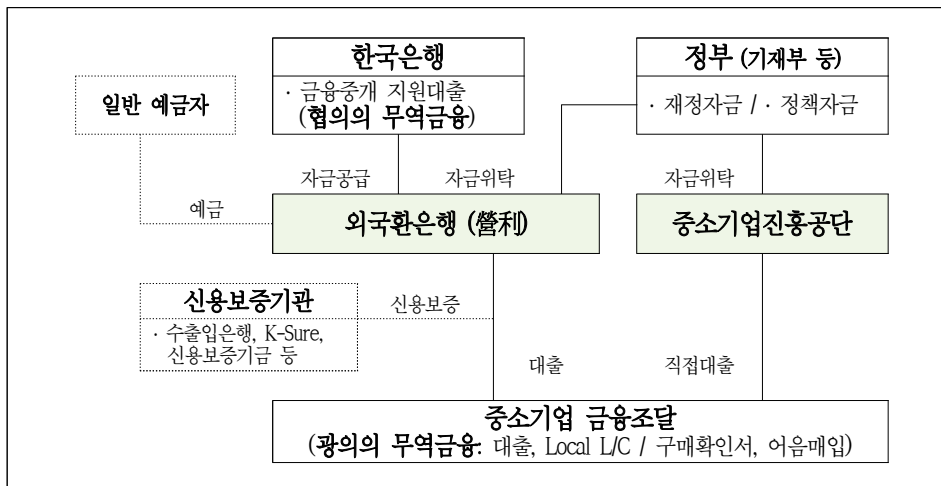 한국은행
· 금융중개 지원대출
(협의의 무역금융)
정부 (기재부 등)
· 재정자금 / · 정책자금
일반 예금자
자금공급
자금위탁
자금위탁
예금
외국환은행 (營利)
중소기업진흥공단
신용보증기관
· 수출입은행, K-Sure,
신용보증기금 등
신용보증
대출
직접대출
중소기업 금융조달
(광의의 무역금융: 대출, Local L/C / 구매확인서, 어음매입)